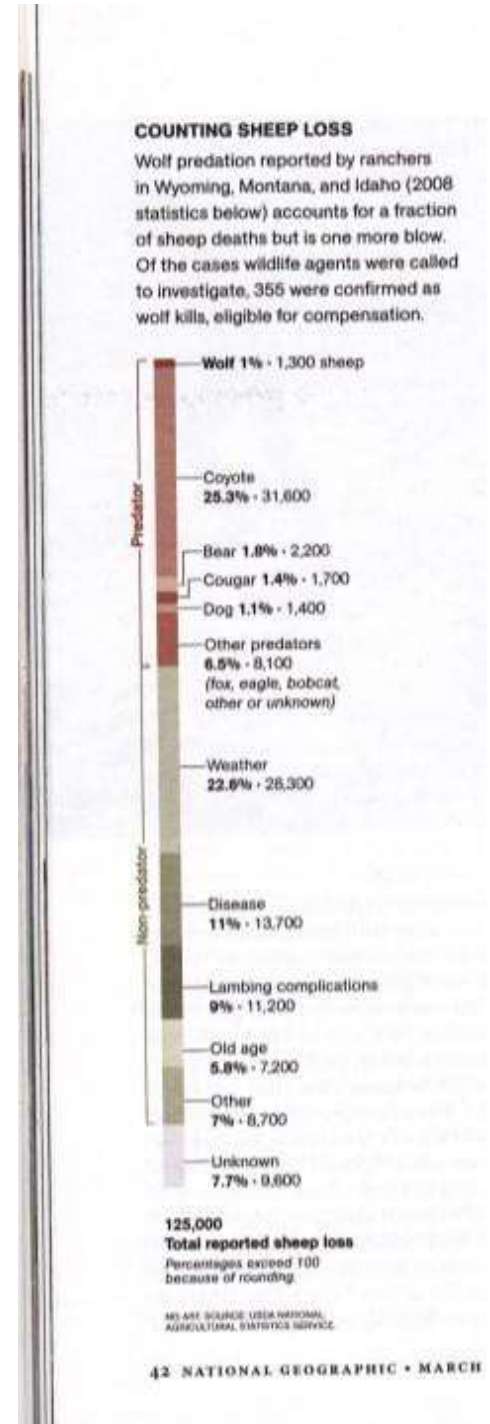 COUNTING SHEEP LOSS
Wolf predation reported by ranchers
in Wyoming, Montana, and Idaho (2008
statistics below) accounts for a fraction
of sheep deaths but is one more blow.
Of the cases wildlife agents were called
to investigate, 355 were confirmed as
wolf kills, eligible for compensation.
Predator
Wolf 1% · 1,300 sheep
Coyote
25.3% · 31,600
Bear 1.8% · 2,200
Cougar 1.4% · 1,700
Dog 1.1% · 1,400
Other predators
6.5% · 8,100
(fox, eagle, bobcat,
other or unknown)
Non-predator
Weather
22.6% · 28,300
Disease
11% · 13,700
Lambing complications
9% · 11,200
Old age
5.8% · 7,200
Other
7% · 8,700
Unknown
7.7% · 9,600
125,000
Total reported sheep loss
Percentages exceed 100
because of rounding.
NG ART. SOURCE: USDA NATIONAL
AGRICULTURAL STATISTICS SERVICE
42 NATIONAL GEOGRAPHIC • MARCH